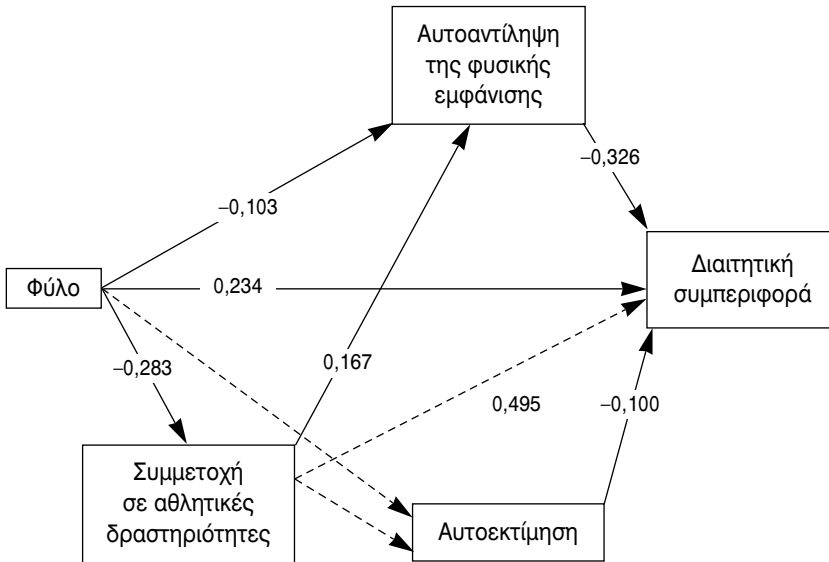 Αυτοαντίληψη
της φυσικής
εμφάνισης
−0,326
−0,103
Διαιτητική
συμπεριφορά
Φύλο
0,234
−0,283
0,167
0,495
−0,100
Συμμετοχή
σε αθλητικές
δραστηριότητες
Αυτοεκτίμηση